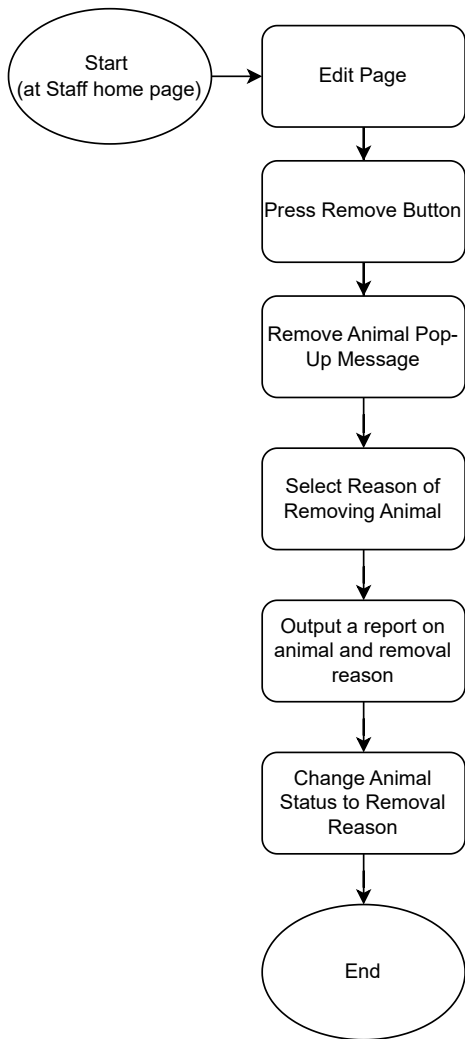 Start
(at Staff home page)
Edit Page
Press Remove Button
Remove Animal Pop-
Up Message
Select Reason of
Removing Animal
Output a report on
animal and removal
reason
Change Animal
Status to Removal
Reason
End